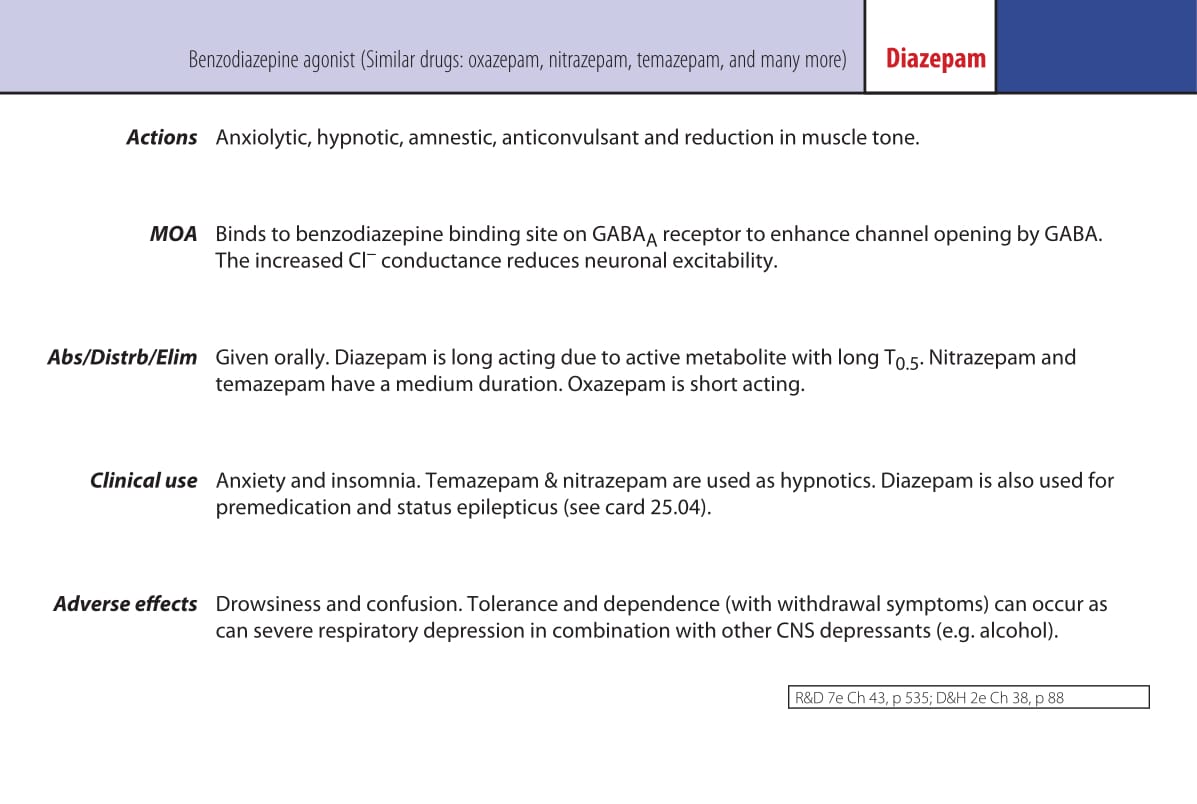 Benzodiazepine agonist (Similar drugs: oxazepam, nitrazepam, temazepam, and many more) Diazepam
Actions Anxiolytic, hypnotic, amnestic, anticonvulsant and reduction in muscle tone.
MOA Binds to benzodiazepine binding site on GABAA receptor to enhance channel opening by GABA.
The increased Cl− conductance reduces neuronal excitability.
Abs/Distrb/Elim Given orally. Diazepam is long acting due to active metabolite with long T0.5. Nitrazepam and
temazepam have a medium duration. Oxazepam is short acting.
Clinical use Anxiety and insomnia. Temazepam & nitrazepam are used as hypnotics. Diazepam is also used for
premedication and status epilepticus (see card 25.04).
Adverse effects Drowsiness and confusion. Tolerance and dependence (with withdrawal symptoms) can occur as
can severe respiratory depression in combination with other CNS depressants (e.g. alcohol).
R&D 7e Ch 43, p 535; D&H 2e Ch 38, p 88